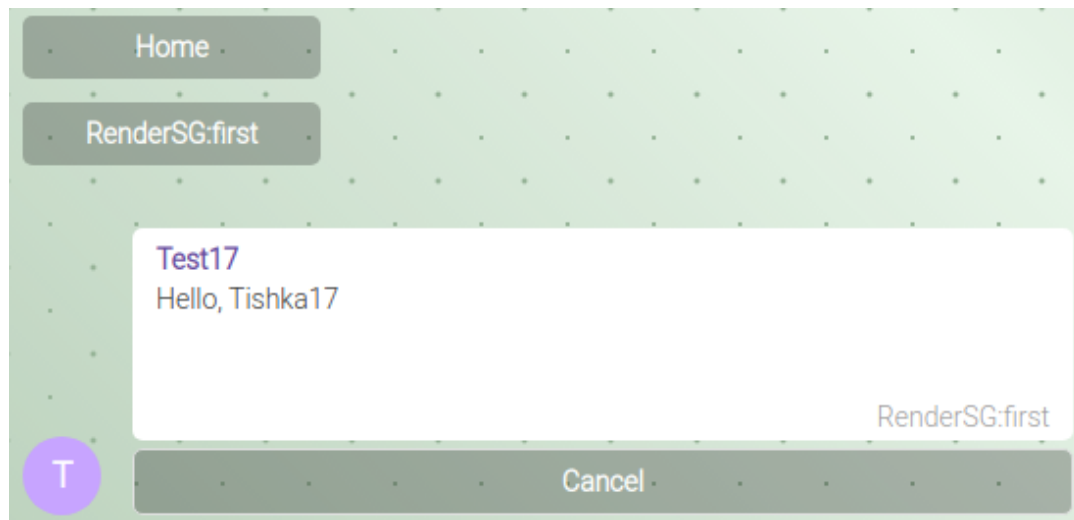 Home
RenderSG:first
Test17
Hello, Tishka17
RenderSG:first
T
Cancel